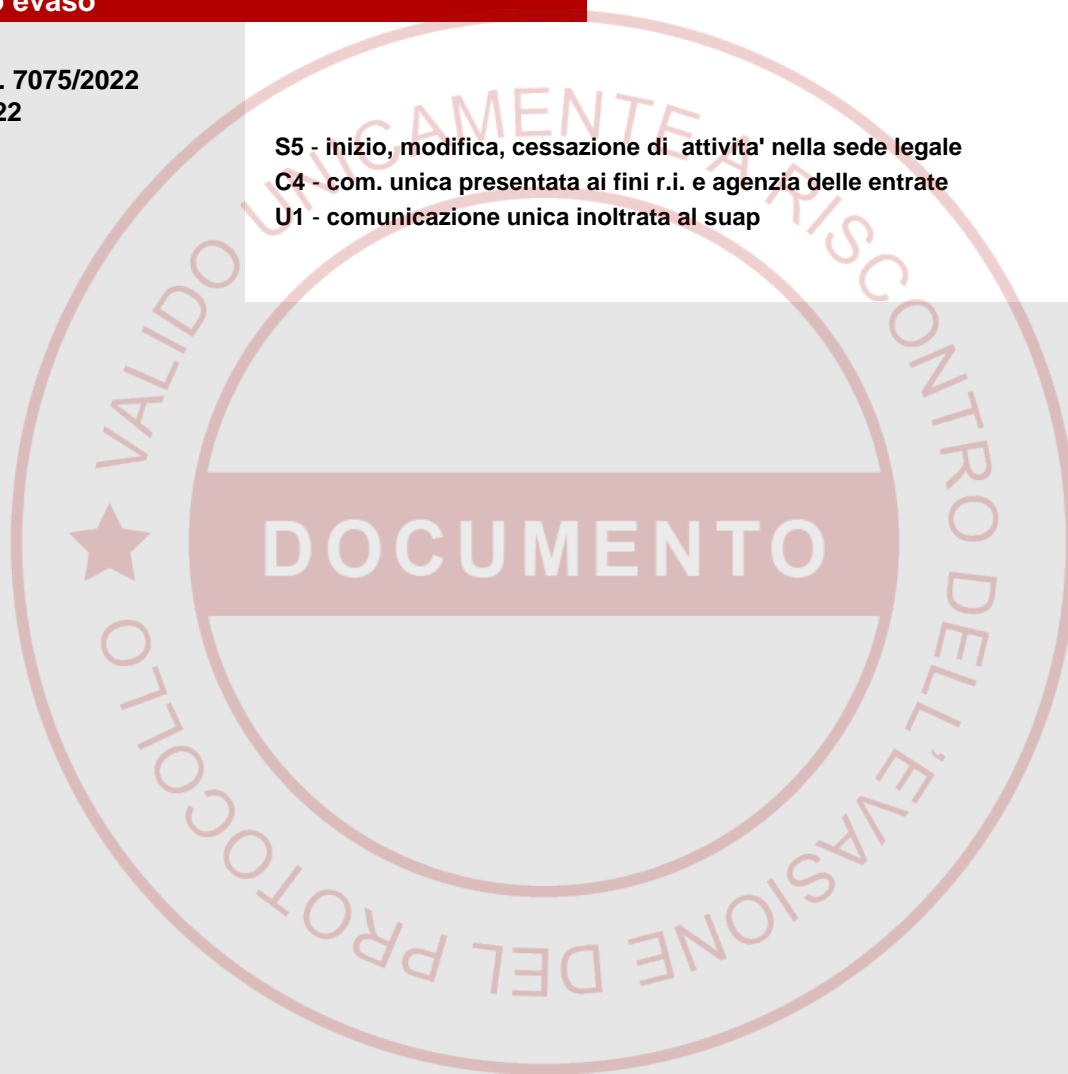 o evaso
. 7075/2022
22
S5 - inizio, modifica, cessazione di attivita' nella sede legale
C4 - com. unica presentata ai fini r.i. e agenzia delle entrate
U1 - comunicazione unica inoltrata al suap
VALIDO UNICAMENTE A RISCONTRO DELL'EVASIONE DEL PROTOCOLLO
DOCUMENTO